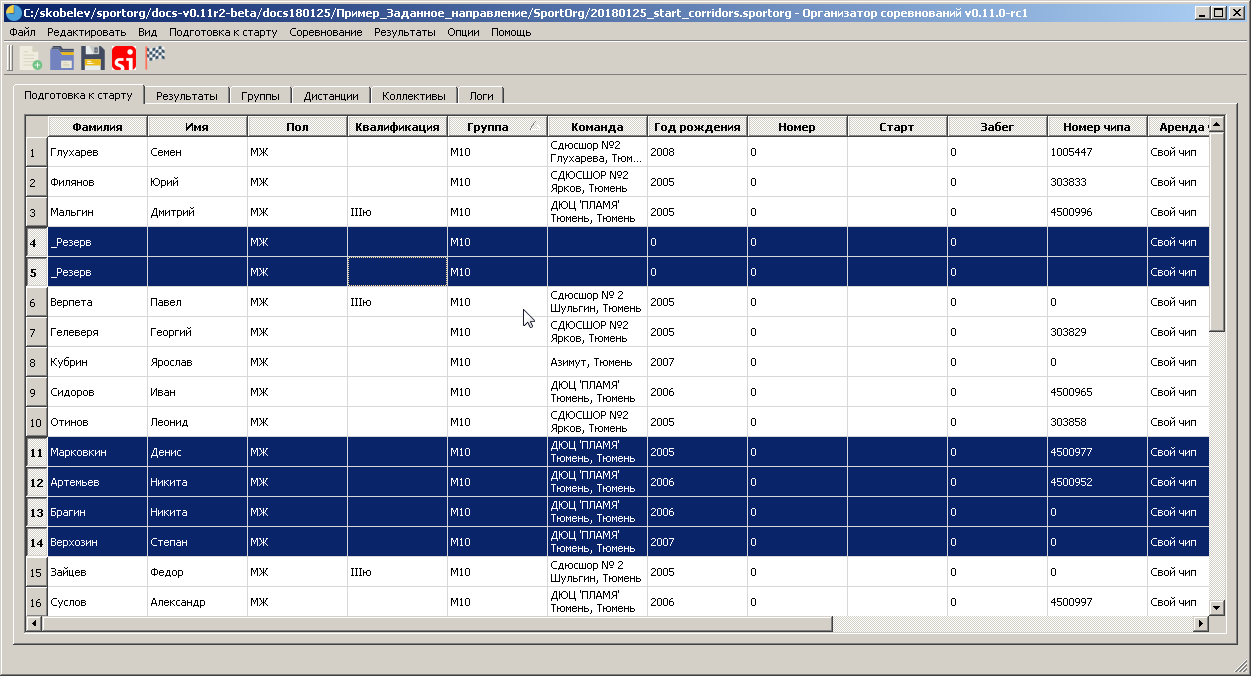 C:/skobelev/sportorg/docs-v0.11r2-beta/docs180125/Пример_Заданное_направление/SportOrg/20180125_start_corridors.sportorg - Организатор соревнований v0.11.0-rc1
Файл Редактировать Вид Подготовка к старту Соревнование Результаты Опции Помощь
si
Подготовка к старту Результаты Группы Дистанции Коллективы Логи
Фамилия Имя Пол Квалификация Группа Команда Год рождения Номер Старт Забег Номер чипа Аренда
1 Глухарев Семен МЖ М10 Сдюсшор №2 Глухарева, Тюм... 2008 0 0 1005447 Свой чип
2 Филянов Юрий МЖ М10 СДЮСШОР №2 Ярков, Тюмень 2005 0 0 303833 Свой чип
3 Мальгин Дмитрий МЖ IIIю М10 ДЮЦ 'ПЛАМЯ' Тюмень, Тюмень 2005 0 0 4500996 Свой чип
4 _Резерв МЖ М10 0 0 0 Свой чип
5 _Резерв МЖ М10 0 0 0 Свой чип
6 Верпета Павел МЖ IIIю М10 Сдюсшор № 2 Шульгин, Тюмень 2005 0 0 0 Свой чип
7 Гелеверя Георгий МЖ М10 СДЮСШОР №2 Ярков, Тюмень 2005 0 0 303829 Свой чип
8 Кубрин Ярослав МЖ М10 Азимут, Тюмень 2007 0 0 0 Свой чип
9 Сидоров Иван МЖ М10 ДЮЦ 'ПЛАМЯ' Тюмень, Тюмень 2006 0 0 4500965 Свой чип
10 Отинов Леонид МЖ М10 СДЮСШОР №2 Ярков, Тюмень 2005 0 0 303858 Свой чип
11 Марковкин Денис МЖ М10 ДЮЦ 'ПЛАМЯ' Тюмень, Тюмень 2005 0 0 4500977 Свой чип
12 Артемьев Никита МЖ М10 ДЮЦ 'ПЛАМЯ' Тюмень, Тюмень 2006 0 0 4500952 Свой чип
13 Брагин Никита МЖ М10 ДЮЦ 'ПЛАМЯ' Тюмень, Тюмень 2006 0 0 0 Свой чип
14 Верхозин Степан МЖ М10 ДЮЦ 'ПЛАМЯ' Тюмень, Тюмень 2007 0 0 0 Свой чип
15 Зайцев Федор МЖ IIIю М10 Сдюсшор № 2 Шульгин, Тюмень 2005 0 0 0 Свой чип
16 Суслов Александр МЖ М10 ДЮЦ 'ПЛАМЯ' Тюмень, Тюмень 2006 0 0 4500997 Свой чип